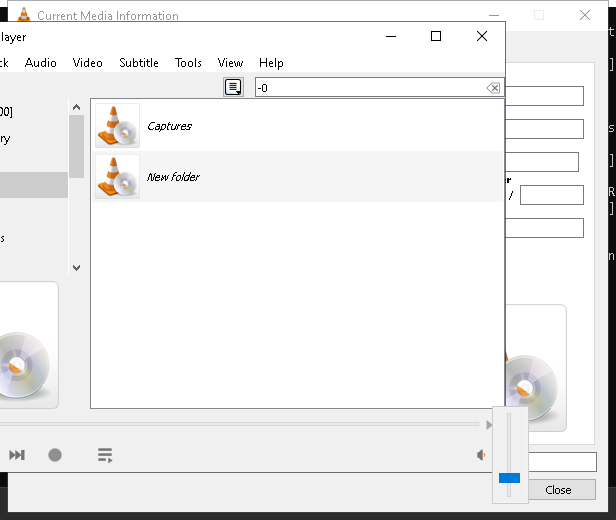 Current Media Information
layer
ck Audio Video Subtitle Tools View Help
00]
-0
ry
s
Captures
New folder
t
]
s
]
r
/
R
]
n
Close